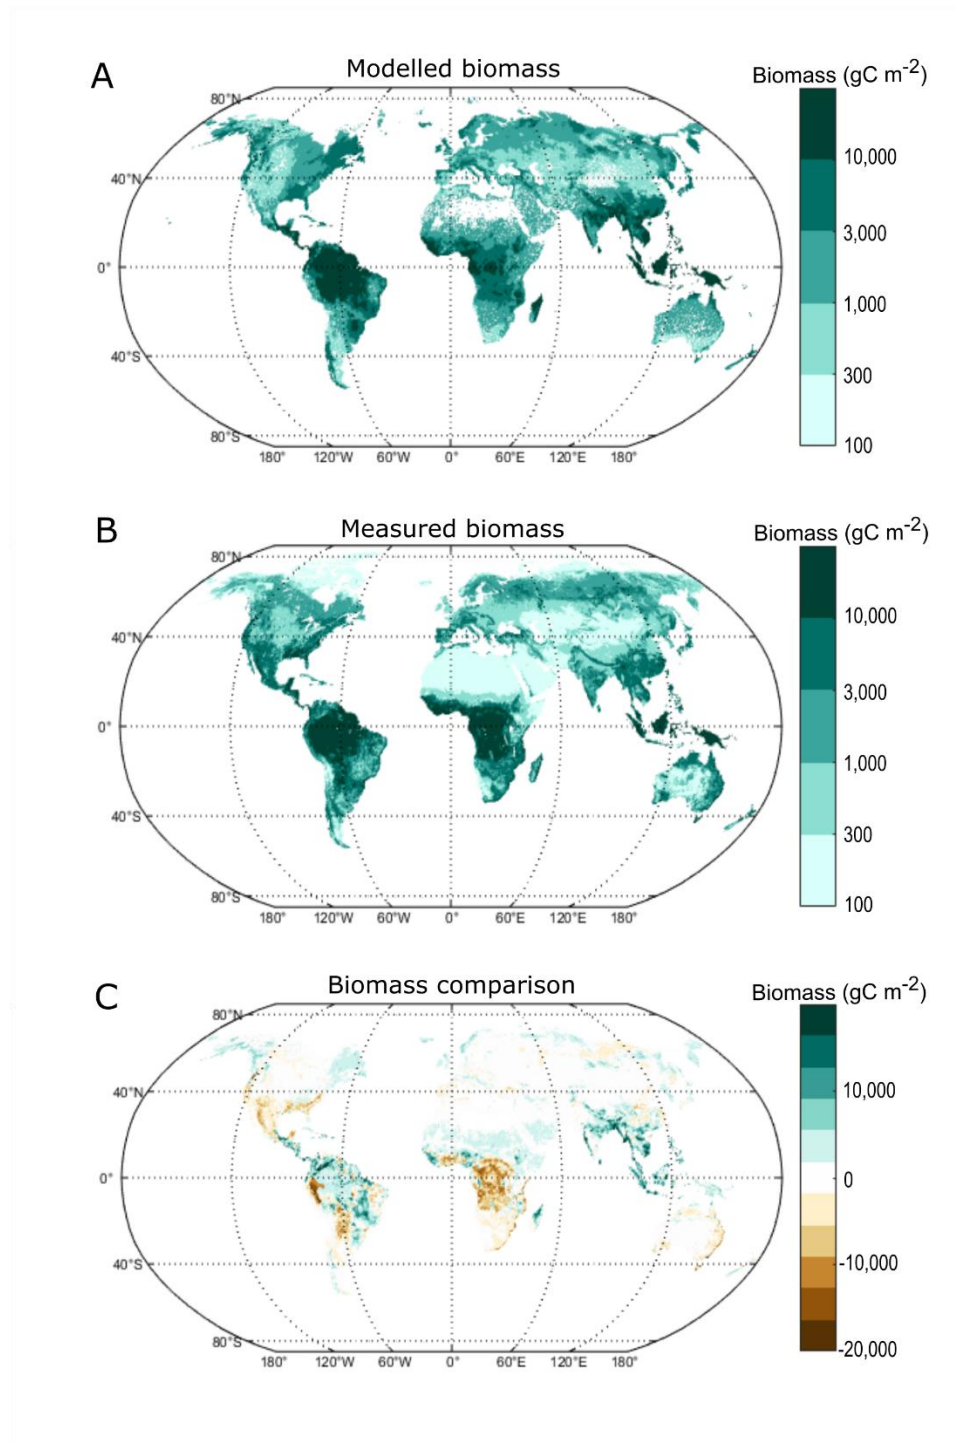 A
Modelled biomass
Biomass (gC m-2)
80°N
10,000
40°N
3,000
0°
1,000
40°S
300
80°S
100
180° 120°W 60°W 0° 60°E 120°E 180°
B
Measured biomass
Biomass (gC m-2)
80°N
10,000
40°N
3,000
0°
1,000
40°S
300
80°S
100
180° 120°W 60°W 0° 60°E 120°E 180°
C
Biomass comparison
Biomass (gC m-2)
80°N
40°N
10,000
0°
0
40°S
-10,000
80°S
-20,000
180° 120°W 60°W 0° 60°E 120°E 180°